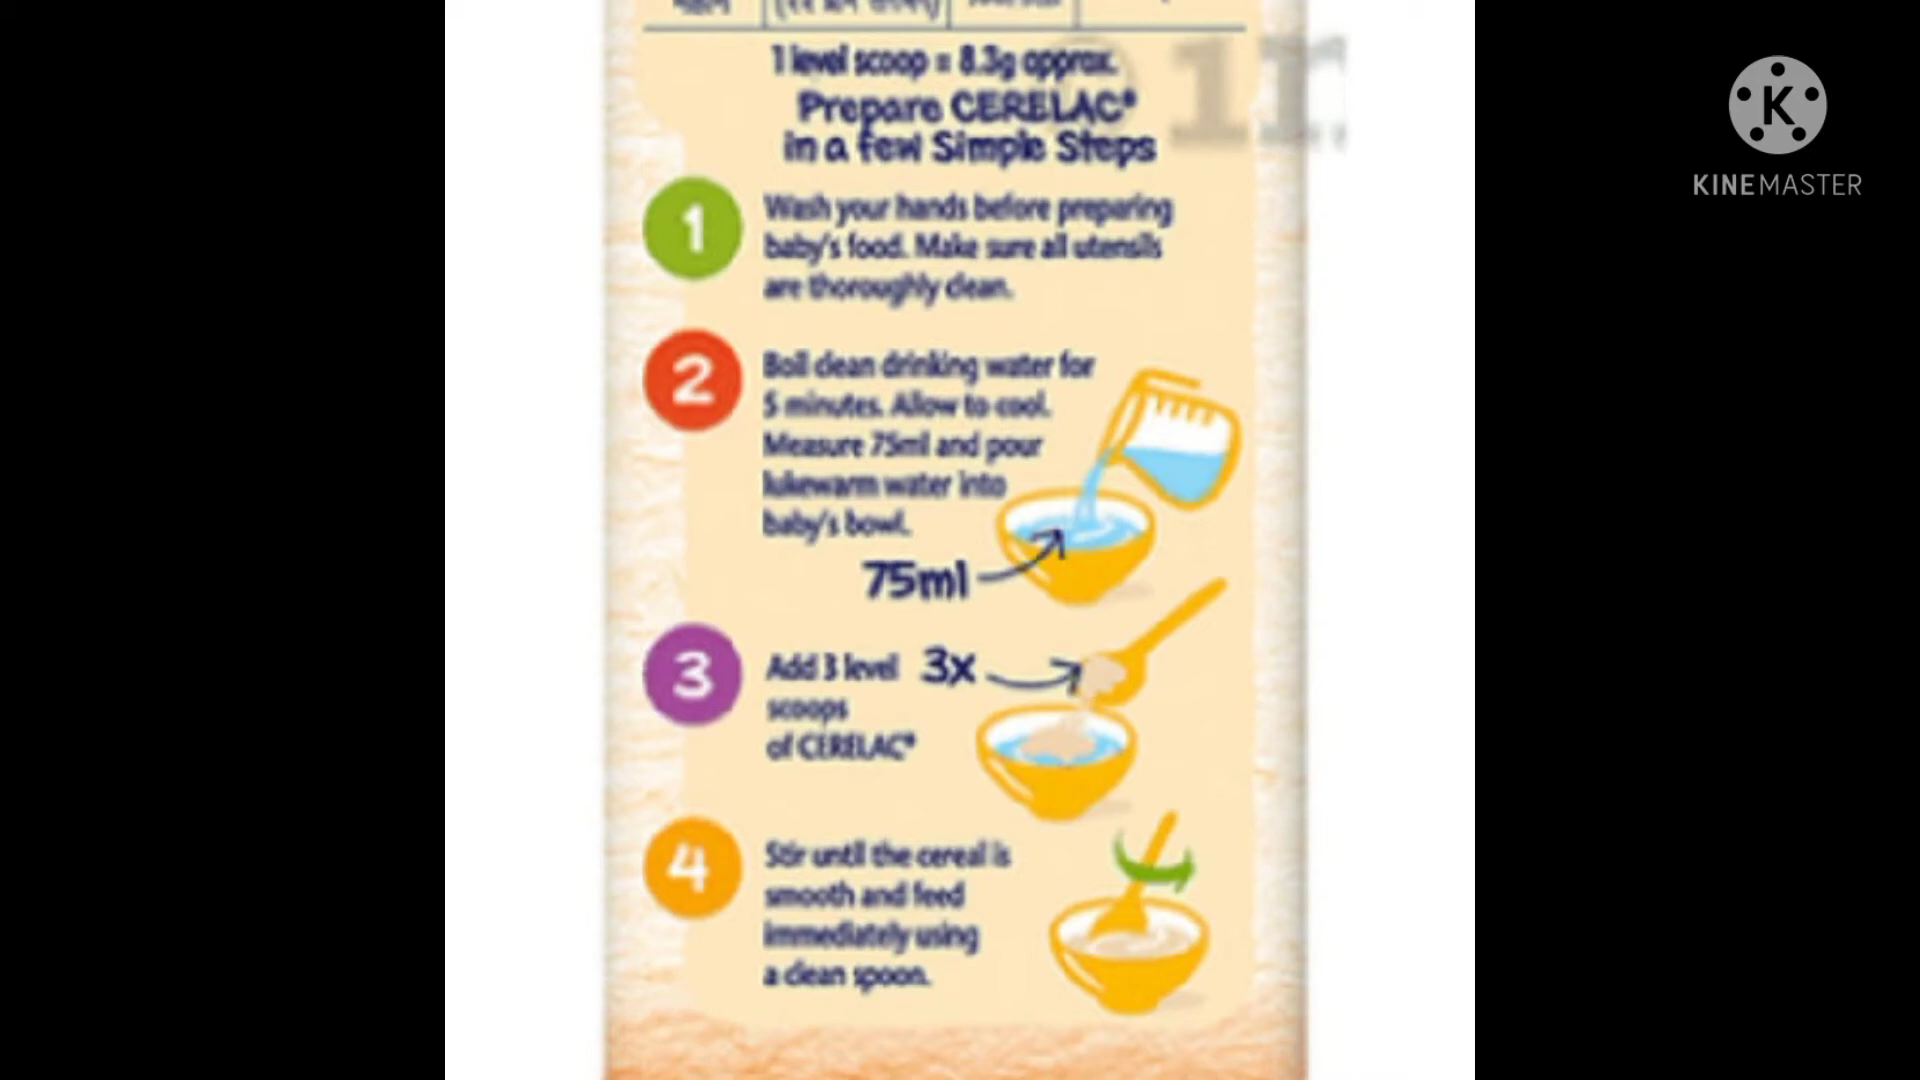 1 level scoop = 8.3g approx.
Prepare CERELAC®
in a few Simple Steps
1
Wash your hands before preparing
baby's food. Make sure all utensils
are thoroughly clean.
2
Boil clean drinking water for
5 minutes. Allow to cool.
Measure 75ml and pour
lukewarm water into
baby's bowl.
75ml
3
Add 3 level 3x
scoops
of CERELAC®
4
Stir until the cereal is
smooth and feed
immediately using
a clean spoon.
K
KINEMASTER